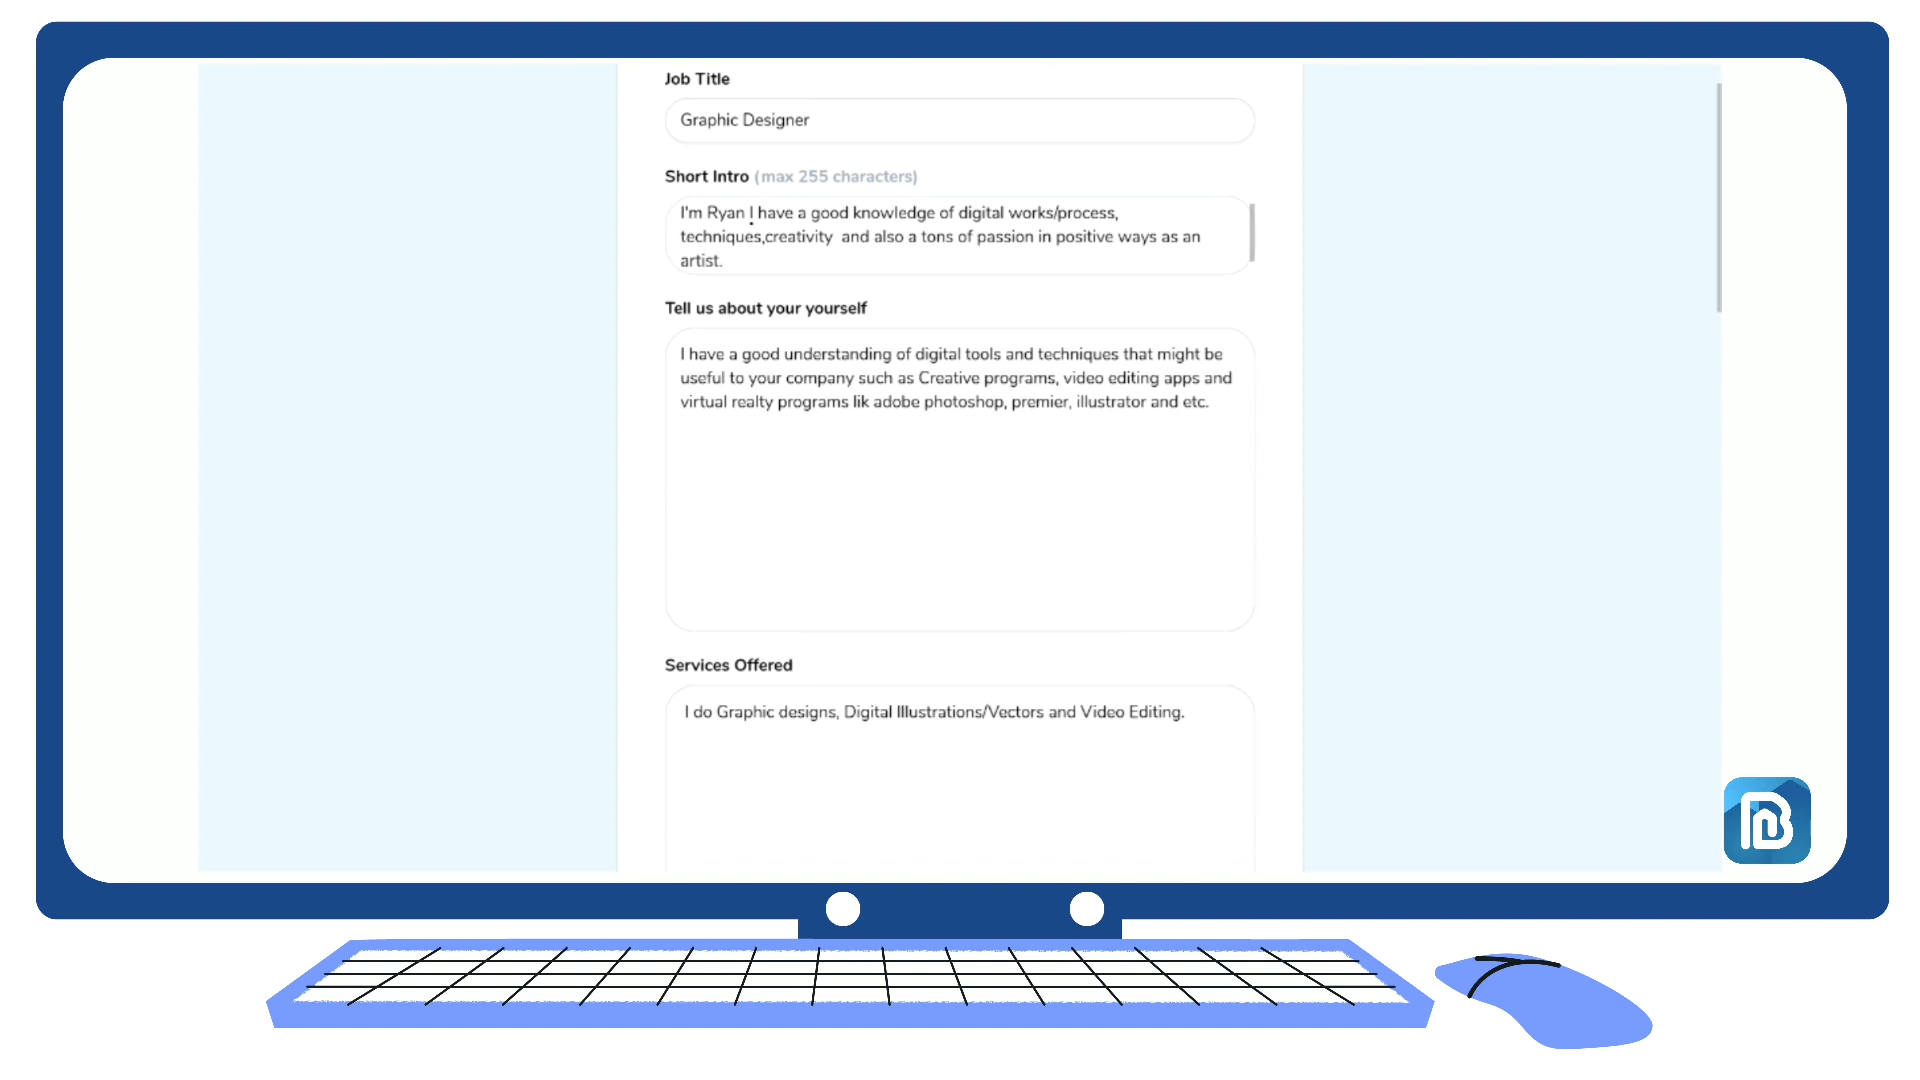 Job Title
Graphic Designer
Short Intro (max 255 characters)
I'm Ryan I have a good knowledge of digital works/process,
techniques,creativity  and also a tons of passion in positive ways as an
artist.
Tell us about your yourself
I have a good understanding of digital tools and techniques that might be
useful to your company such as Creative programs, video editing apps and
virtual realty programs lik adobe photoshop, premier, illustrator and etc.
Services Offered
I do Graphic designs, Digital Illustrations/Vectors and Video Editing.